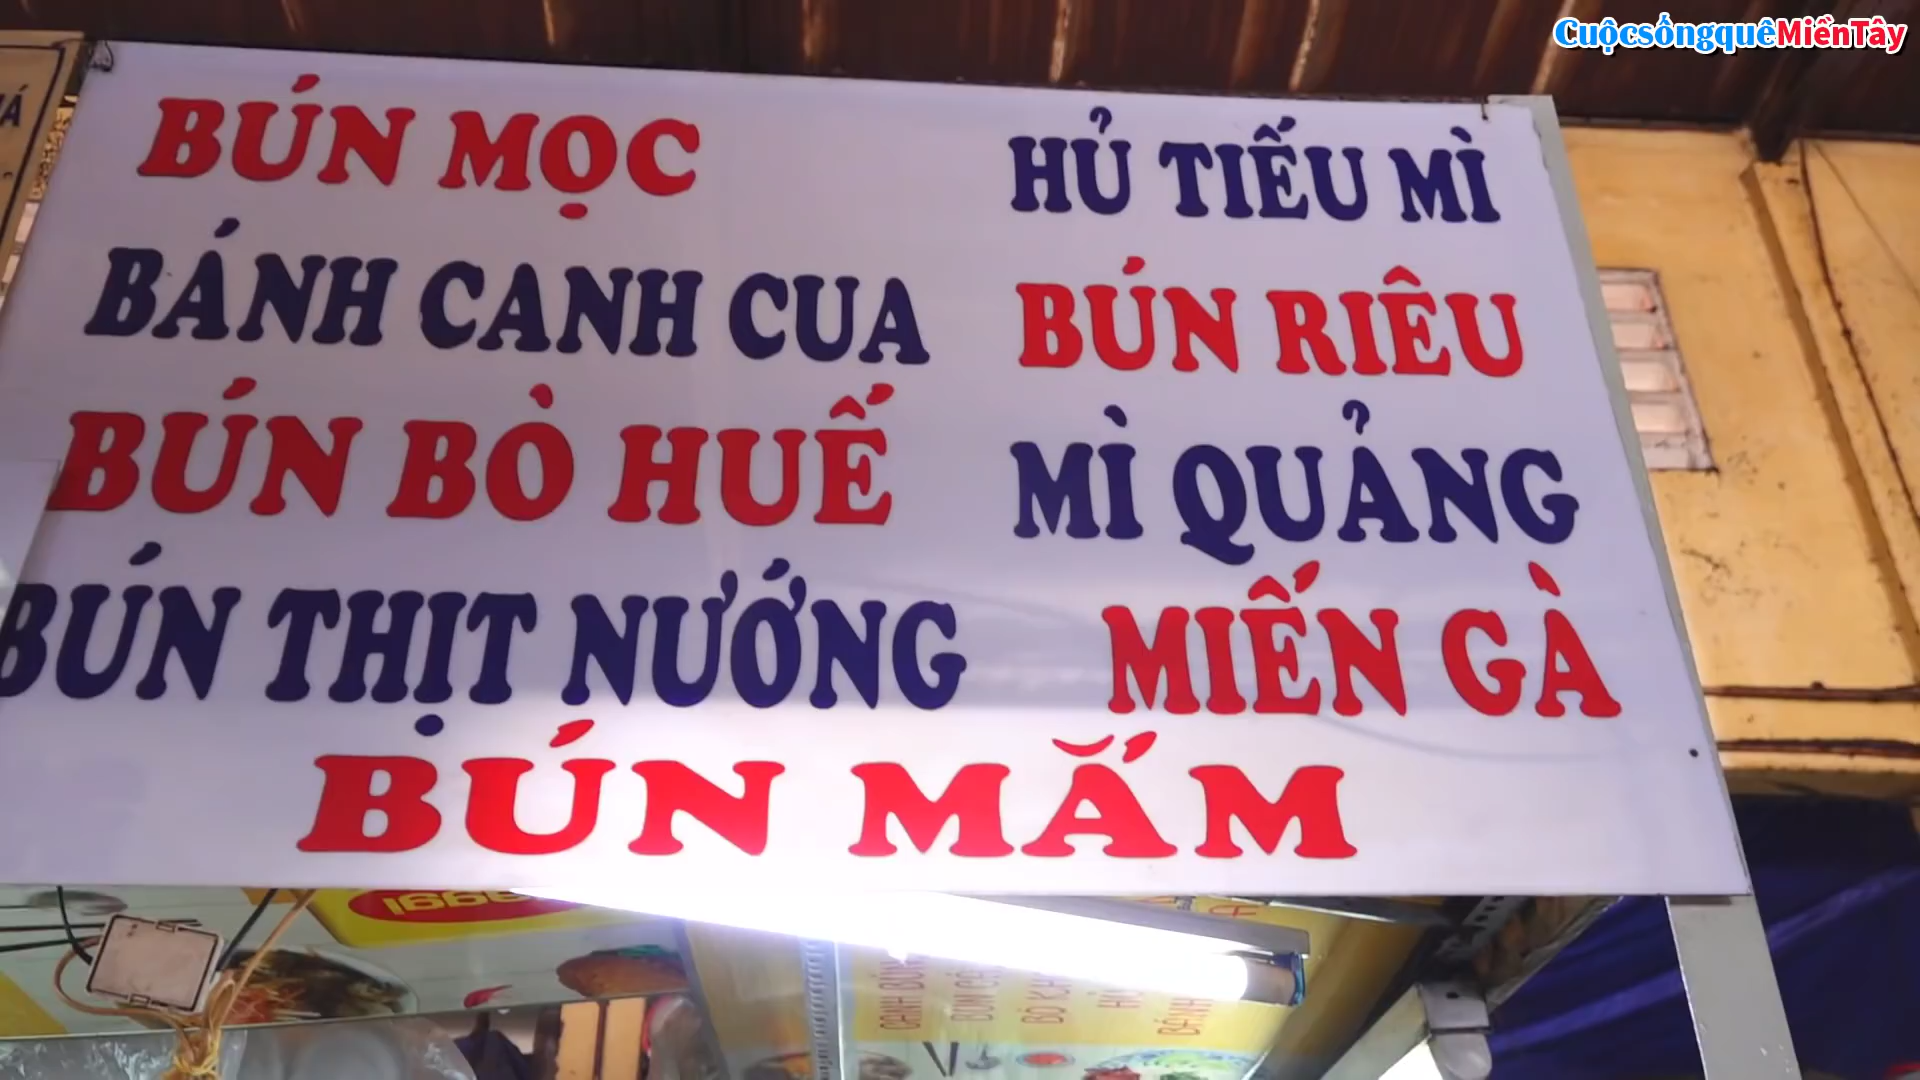 CuộcsốngquêMiềnTây
BÚN MỌC
BÁNH CANH CUA
BÚN BÒ HUẾ
BÚN THỊT NƯỚNG
HỦ TIẾU MÌ
BÚN RIÊU
MÌ QUẢNG
MIẾN GÀ
BÚN MẮM